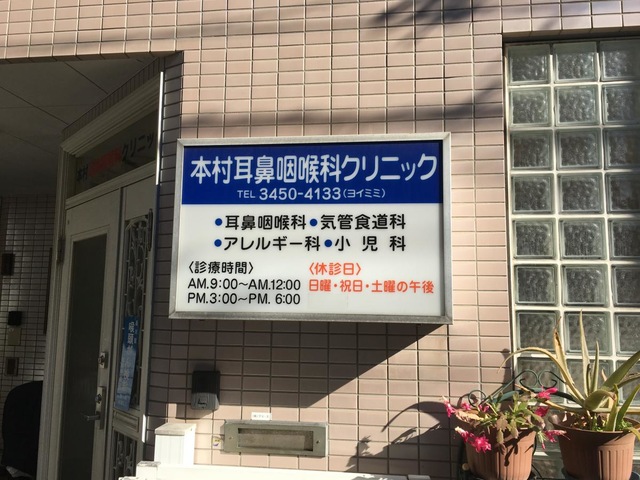 本村耳鼻咽喉科クリニック
TEL 3450-4133(ヨイミミ)
●耳鼻咽喉科●気管食道科
●アレルギー科●小児科
〈診療時間〉 〈休診日〉
AM.9:00〜AM.12:00 日曜・祝日・土曜の午後
PM.3:00〜PM.6:00